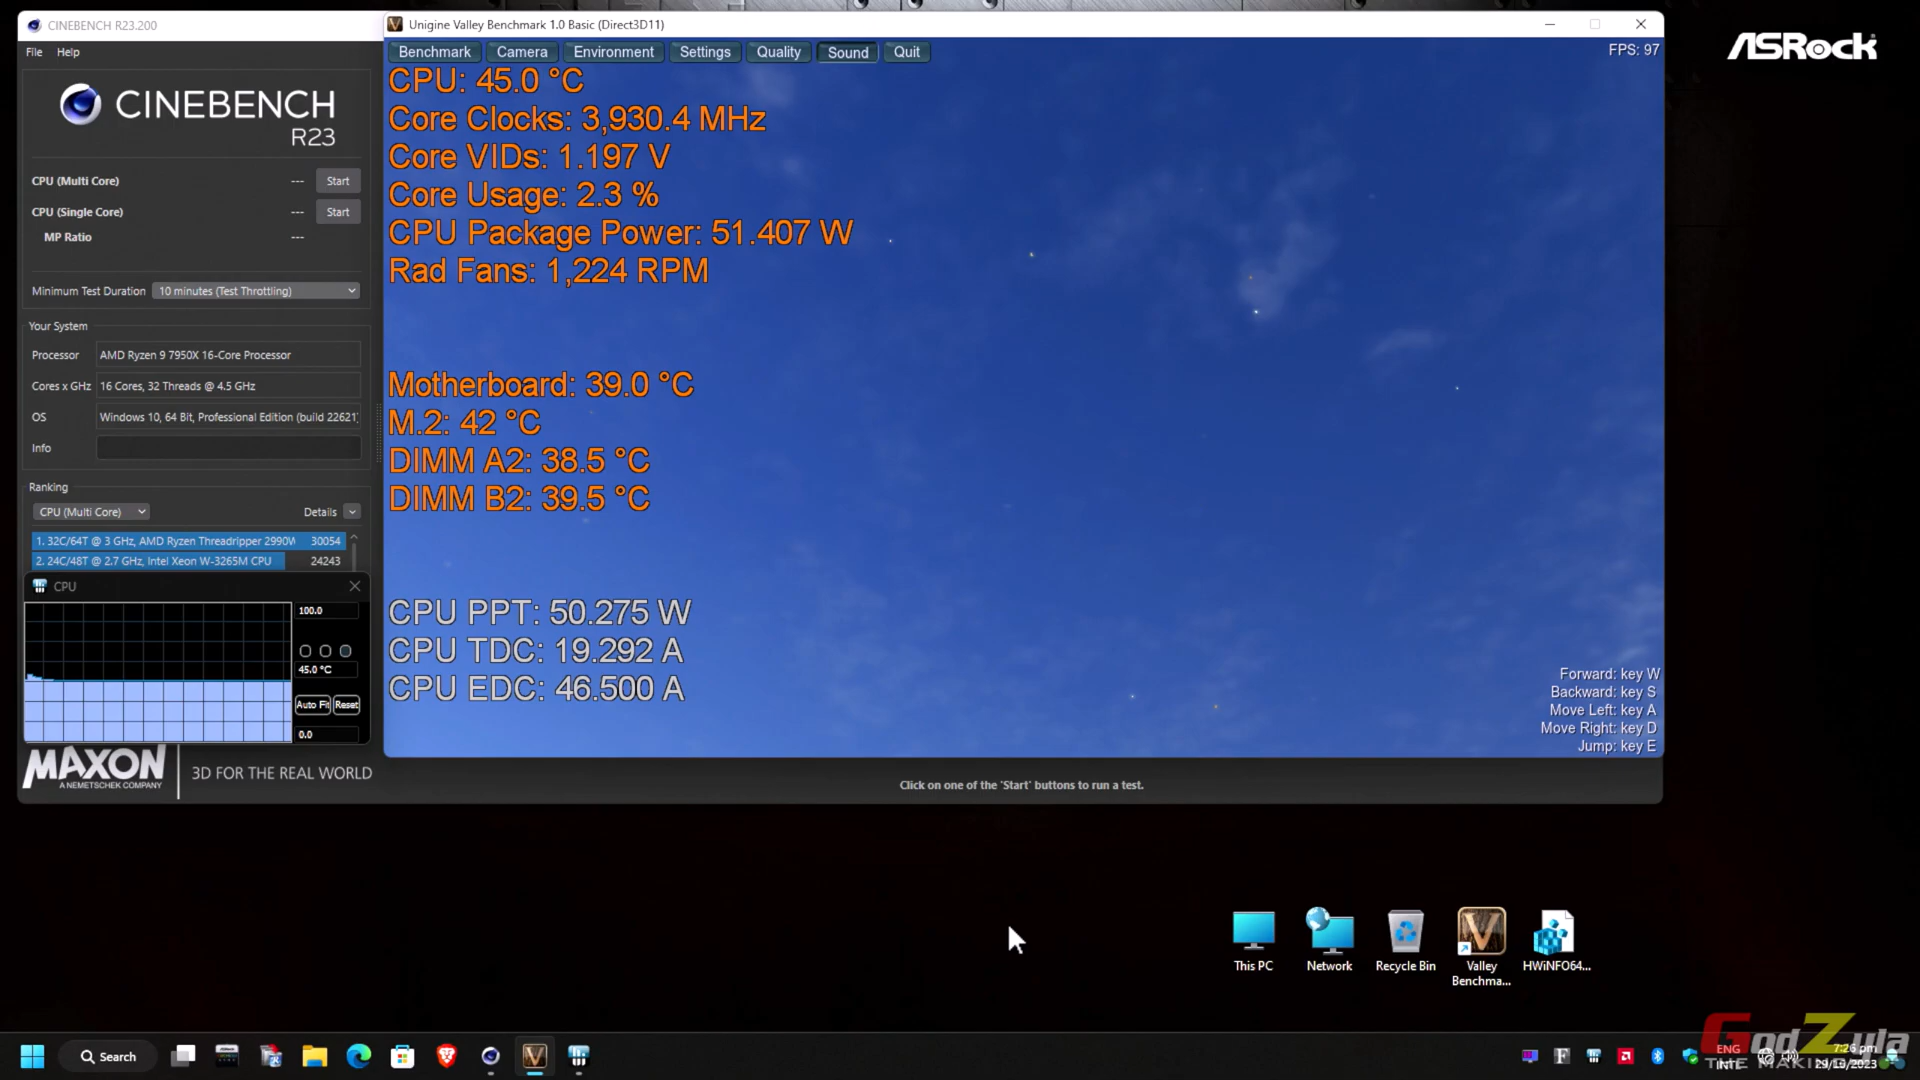 CINEBENCH R23.200
File Help
CINEBENCH
R23
CPU (Multi Core) --- Start
CPU (Single Core) --- Start
MP Ratio ---
Minimum Test Duration 10 minutes (Test Throttling)
Your System
Processor AMD Ryzen 9 7950X 16-Core Processor
Cores x GHz 16 Cores, 32 Threads @ 4.5 GHz
OS Windows 10, 64 Bit, Professional Edition (build 22621)
Info
Ranking
CPU (Multi Core) Details
1. 32C/64T @ 3 GHz, AMD Ryzen Threadripper 2990W 30054
2. 24C/48T @ 2.7 GHz, Intel Xeon W-3265M CPU 24243
CPU
100.0
45.0 °C
Auto Fit Reset
0.0
MAXON
A NEMETSCHEK COMPANY
3D FOR THE REAL WORLD
Unigine Valley Benchmark 1.0 Basic (Direct3D11)
Benchmark Camera Environment Settings Quality Sound Quit
FPS: 97
CPU: 45.0 °C
Core Clocks: 3,930.4 MHz
Core VIDs: 1.197 V
Core Usage: 2.3 %
CPU Package Power: 51.407 W
Rad Fans: 1,224 RPM
Motherboard: 39.0 °C
M.2: 42 °C
DIMM A2: 38.5 °C
DIMM B2: 39.5 °C
CPU PPT: 50.275 W
CPU TDC: 19.292 A
CPU EDC: 46.500 A
Forward: key W
Backward: key S
Move Left: key A
Move Right: key D
Jump: key E
Click on one of the 'Start' buttons to run a test.
ASRock
This PC
Network
Recycle Bin
Valley
Benchma...
HWiNFO64...
Search
ENG
INTL
7:26 pm
29/10/2023
GodZula